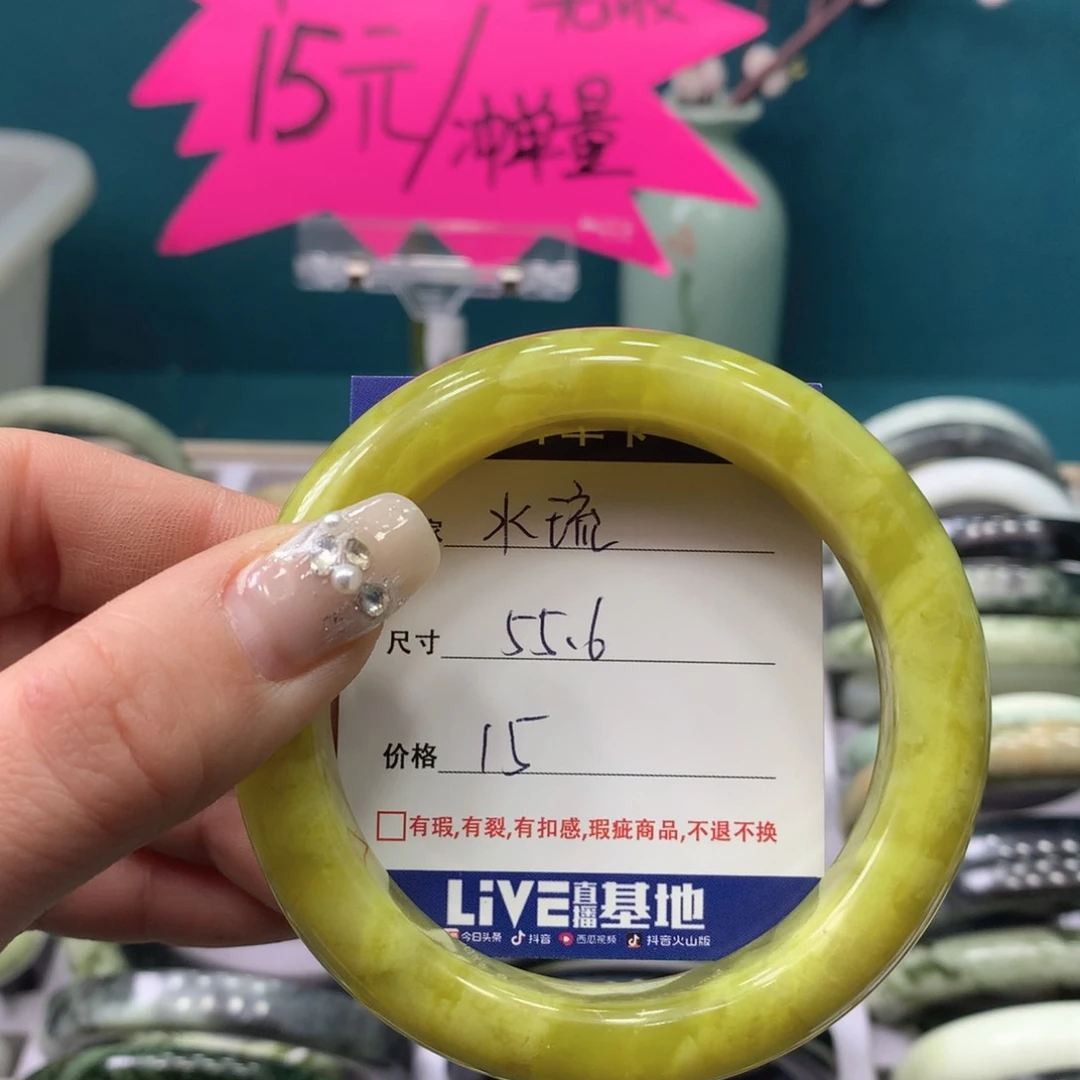 15元/冲单量
水琉
尺寸 55.6
价格 15
有瑕,有裂,有扣感,瑕疵商品,不退不换
LiVE直播基地
今日头条 抖音 西瓜视频 抖音火山版